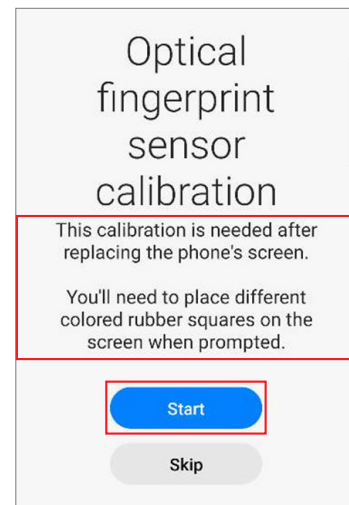 Optical
fingerprint
sensor
calibration
This calibration is needed after
replacing the phone's screen.
You'll need to place different
colored rubber squares on the
screen when prompted.
Start
Skip